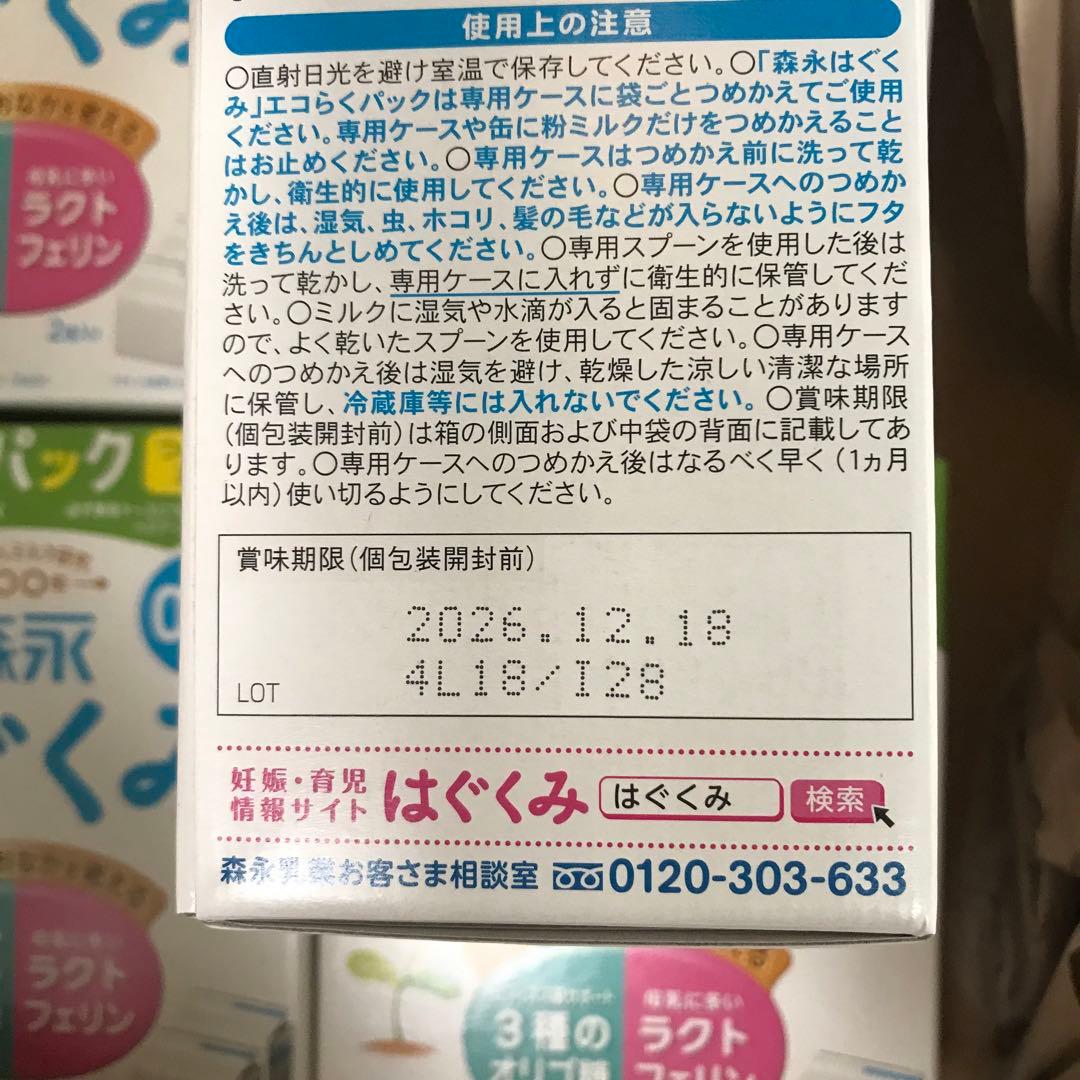 使用上の注意
○直射日光を避け室温で保存してください。○「森永はぐく
み」エコらくパックは専用ケースに袋ごとつめかえてご使用
ください。専用ケースや缶に粉ミルクだけをつめかえること
はお止めください。○専用ケースはつめかえ前に洗って乾
かし、衛生的に使用してください。○専用ケースへのつめか
え後は、湿気、虫、ホコリ、髪の毛などが入らないようにフタ
をきちんとしめてください。○専用スプーンを使用した後は
洗って乾かし、専用ケースに入れずに衛生的に保管してくだ
さい。○ミルクに湿気や水滴が入ると固まることがあります
ので、よく乾いたスプーンを使用してください。○専用ケース
へのつめかえ後は湿気を避け、乾燥した涼しい清潔な場所
に保管し、冷蔵庫等には入れないでください。○賞味期限
(個包装開封前)は箱の側面および中袋の背面に記載してあ
ります。○専用ケースへのつめかえ後はなるべく早く(1ヵ月
以内)使い切るようにしてください。
賞味期限(個包装開封前)
2026.12.18
LOT 4L18/I28
妊娠・育児
情報サイト はぐくみ はぐくみ 検索
森永乳業お客さま相談室 0120-303-633
母乳に多い
ラクト
フェリン
パック
森永
ぐくみ
ラクト
フェリン
3種の
オリゴ糖
母乳に多い
ラクト
フェリン